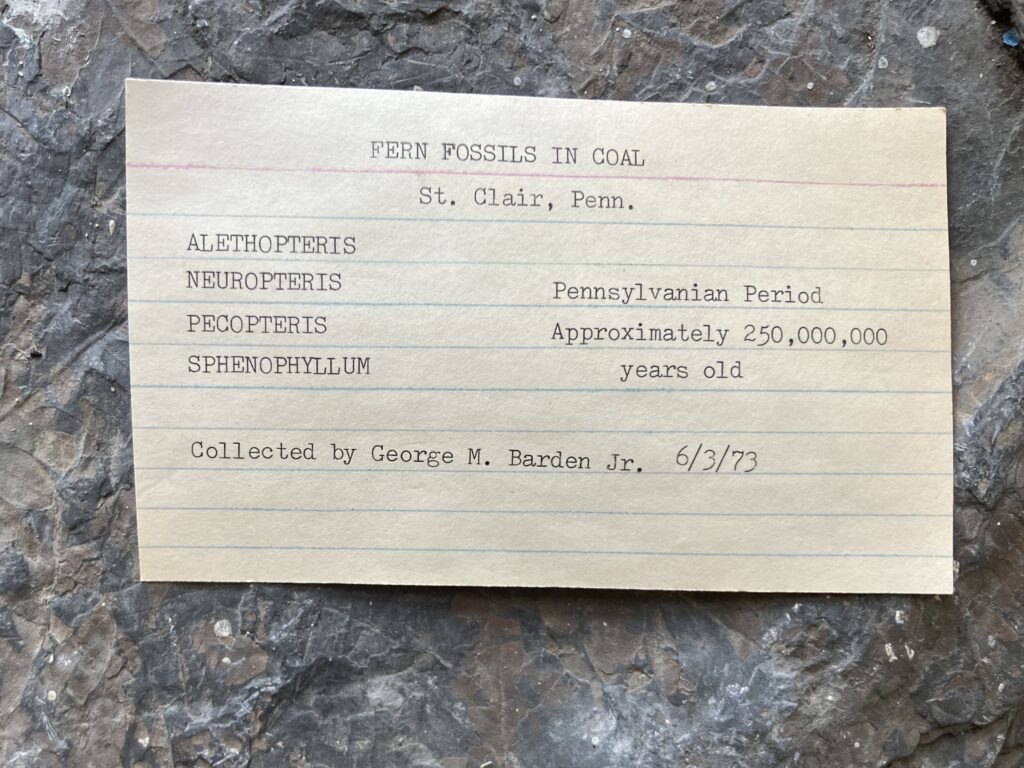 FERN FOSSILS IN COAL
St. Clair, Penn.
ALETHOPTERIS
NEUROPTERIS
PECOPTERIS
SPHENOPHYLLUM
Pennsylvanian Period
Approximately 250,000,000
years old
Collected by George M. Barden Jr. 6/3/73